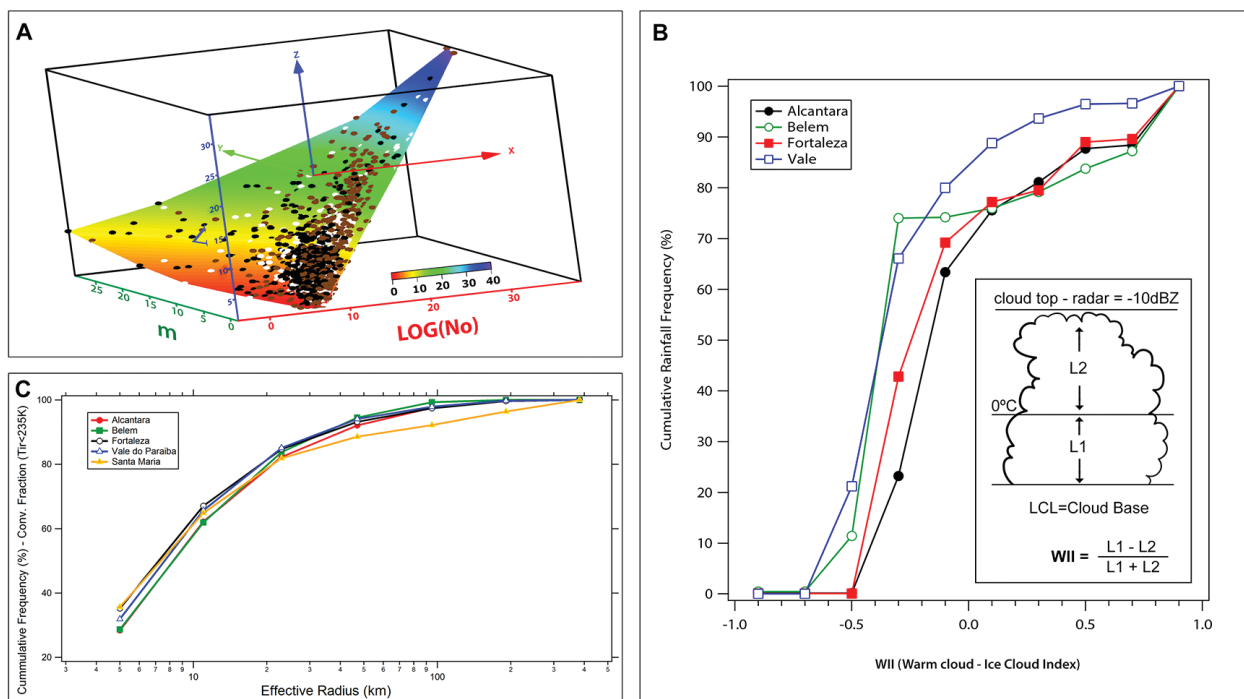 A
Z
Y
X
30
25
20
15
10
5
25
20
15
10
5
0
m
0
10
20
30
LOG(No)
0 10 20 30 40
B
Cumulative Rainfall Frequency (%)
100
90
80
70
60
50
40
30
20
10
0
Alcantara
Belem
Fortaleza
Vale
cloud top - radar = -10dBZ
L2
0ºC
L1
LCL=Cloud Base
WII = L1 - L2
L1 + L2
-1.0 -0.5 0.0 0.5 1.0
WII (Warm cloud - Ice Cloud Index)
C
Cummulative Frequency (%) - Conv. Fraction (Tir<235K)
100
80
60
40
20
Alcantara
Belem
Fortaleza
Vale do Paraiba
Santa Maria
3 4 5 6 7 8 9 10 2 3 4 5 6 7 8 9 100 2 3 4 5
Effective Radius (km)